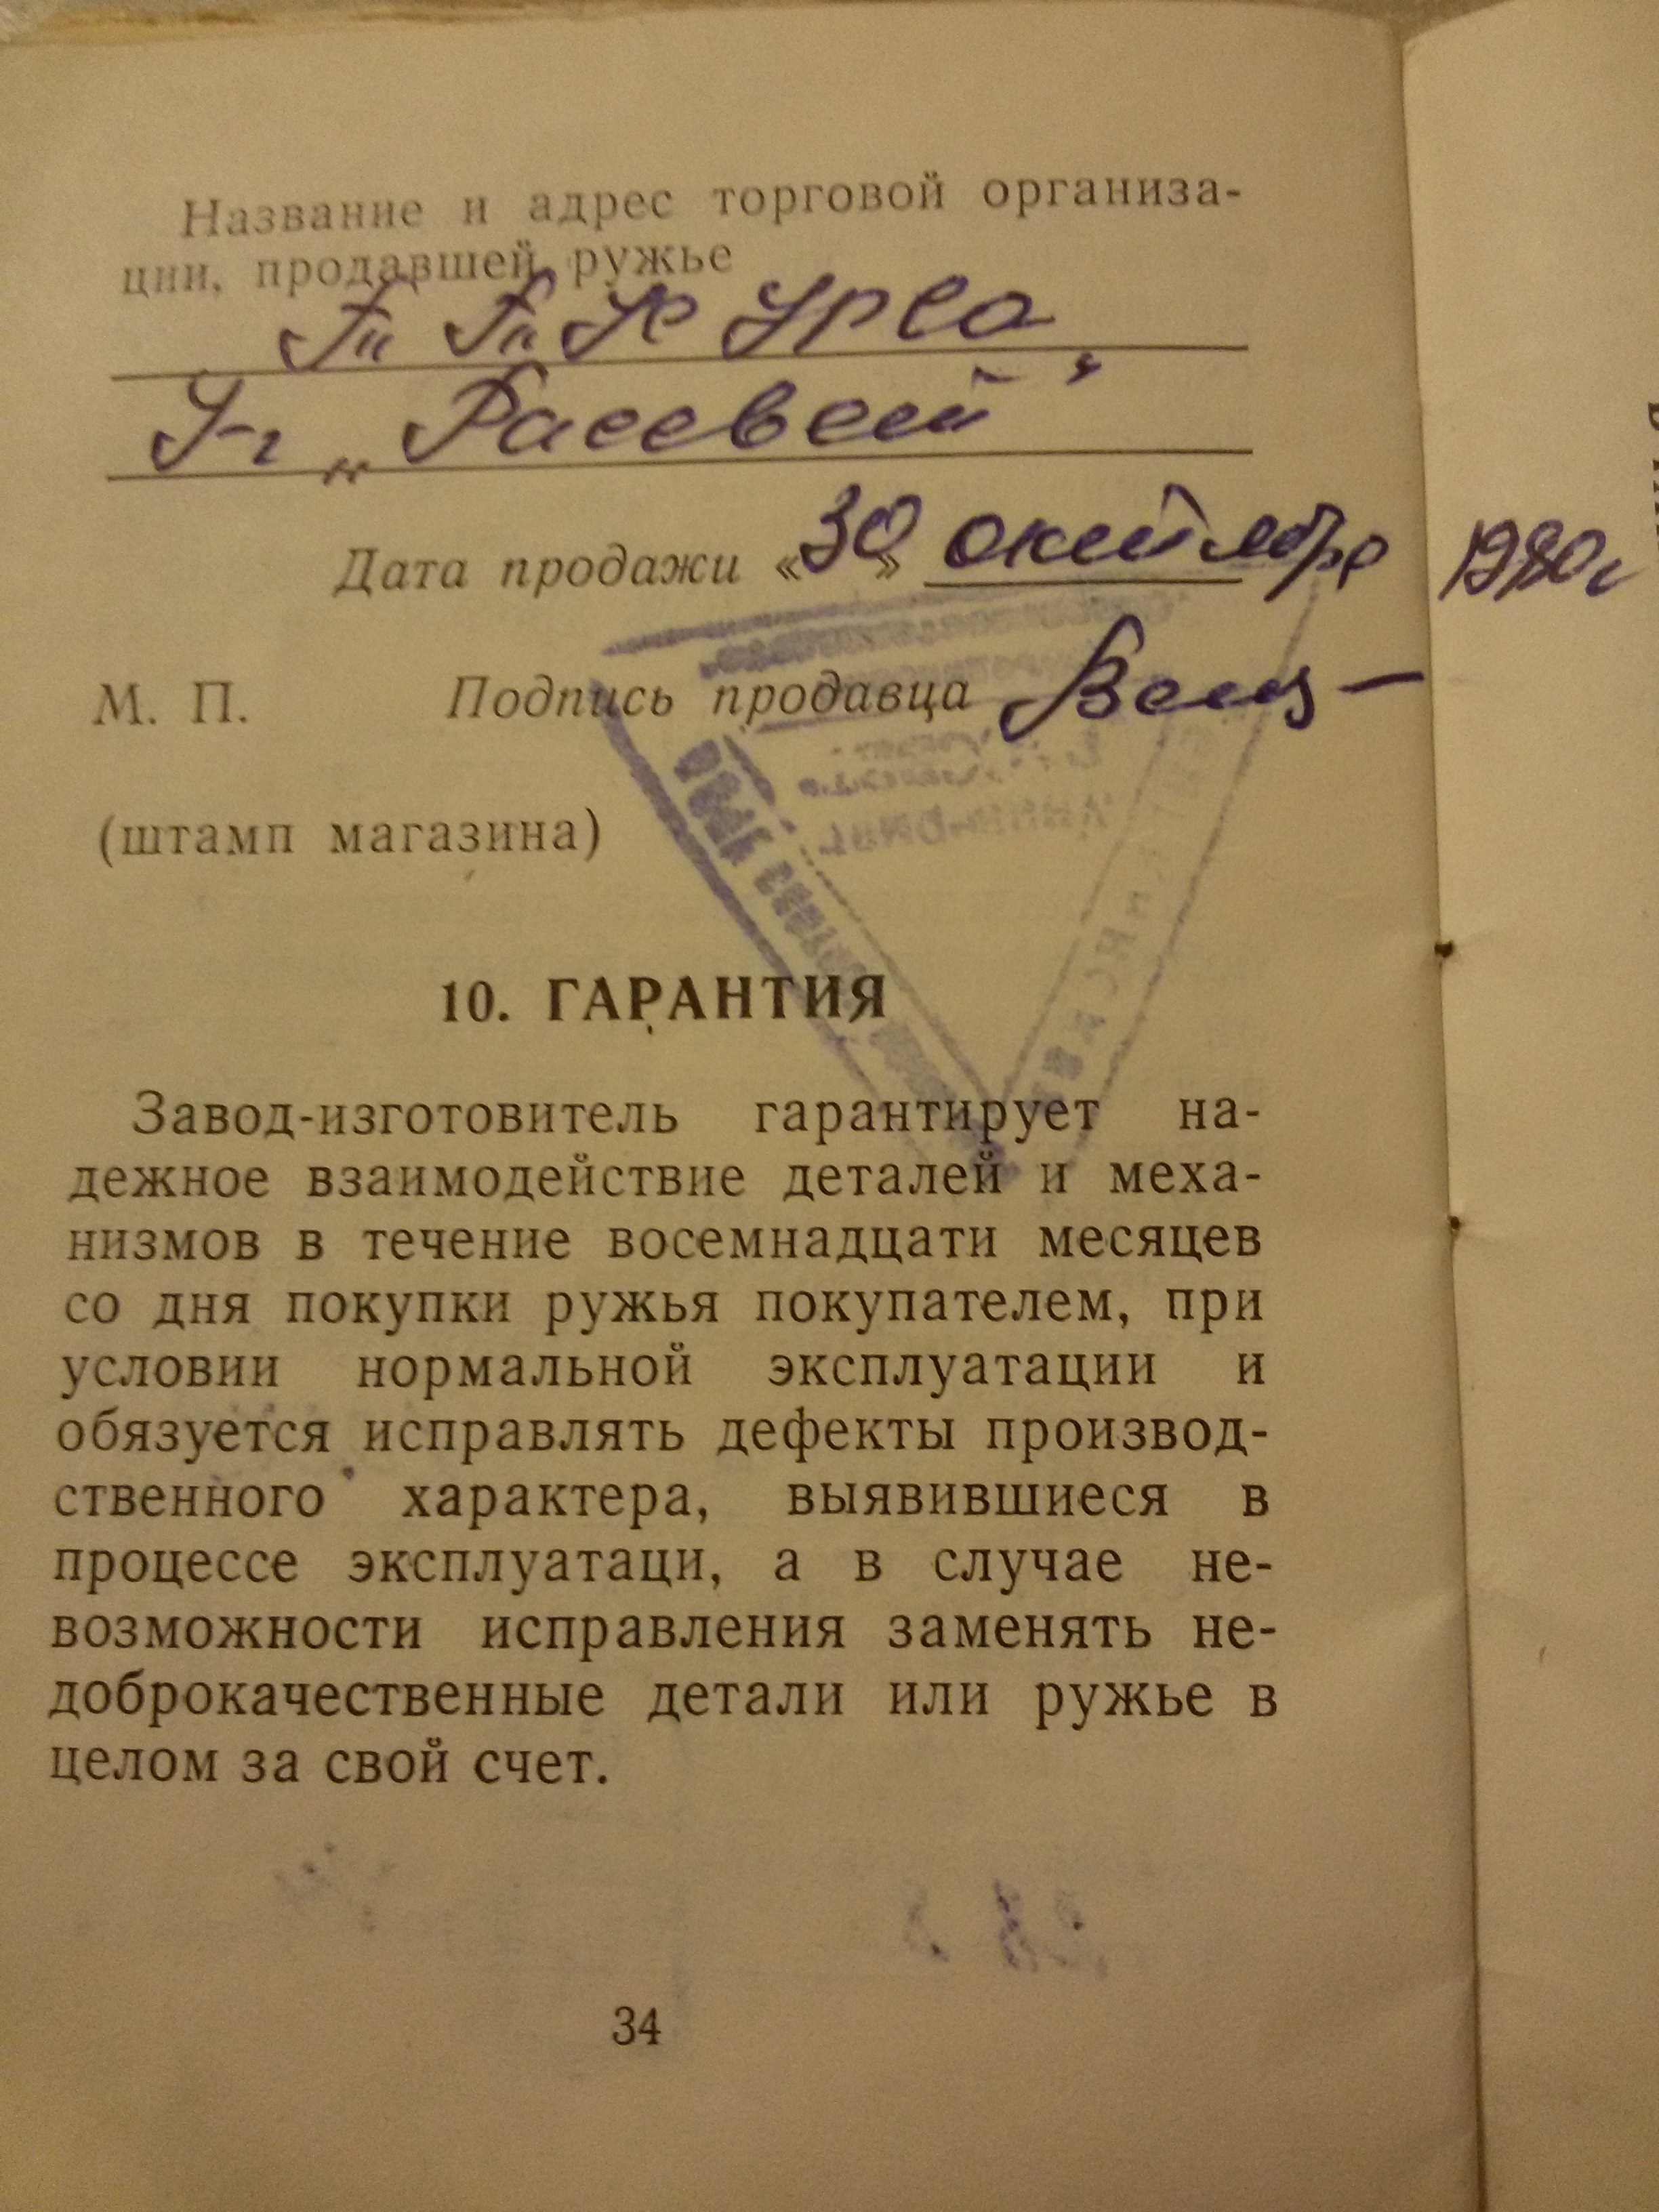 Название и адрес торговой организа-
ции, продавшей ружье
"
Дата продажи «30» октября 1980г
М. П. Подпись продавца
(штамп магазина)
10. ГАРАНТИЯ
Завод-изготовитель гарантирует на-
дежное взаимодействие деталей и меха-
низмов в течение восемнадцати месяцев
со дня покупки ружья покупателем, при
условии нормальной эксплуатации и
обязуется исправлять дефекты производ-
ственного характера, выявившиеся в
процессе эксплуатаци, а в случае не-
возможности исправления заменять не-
доброкачественные детали или ружье в
целом за свой счет.
34